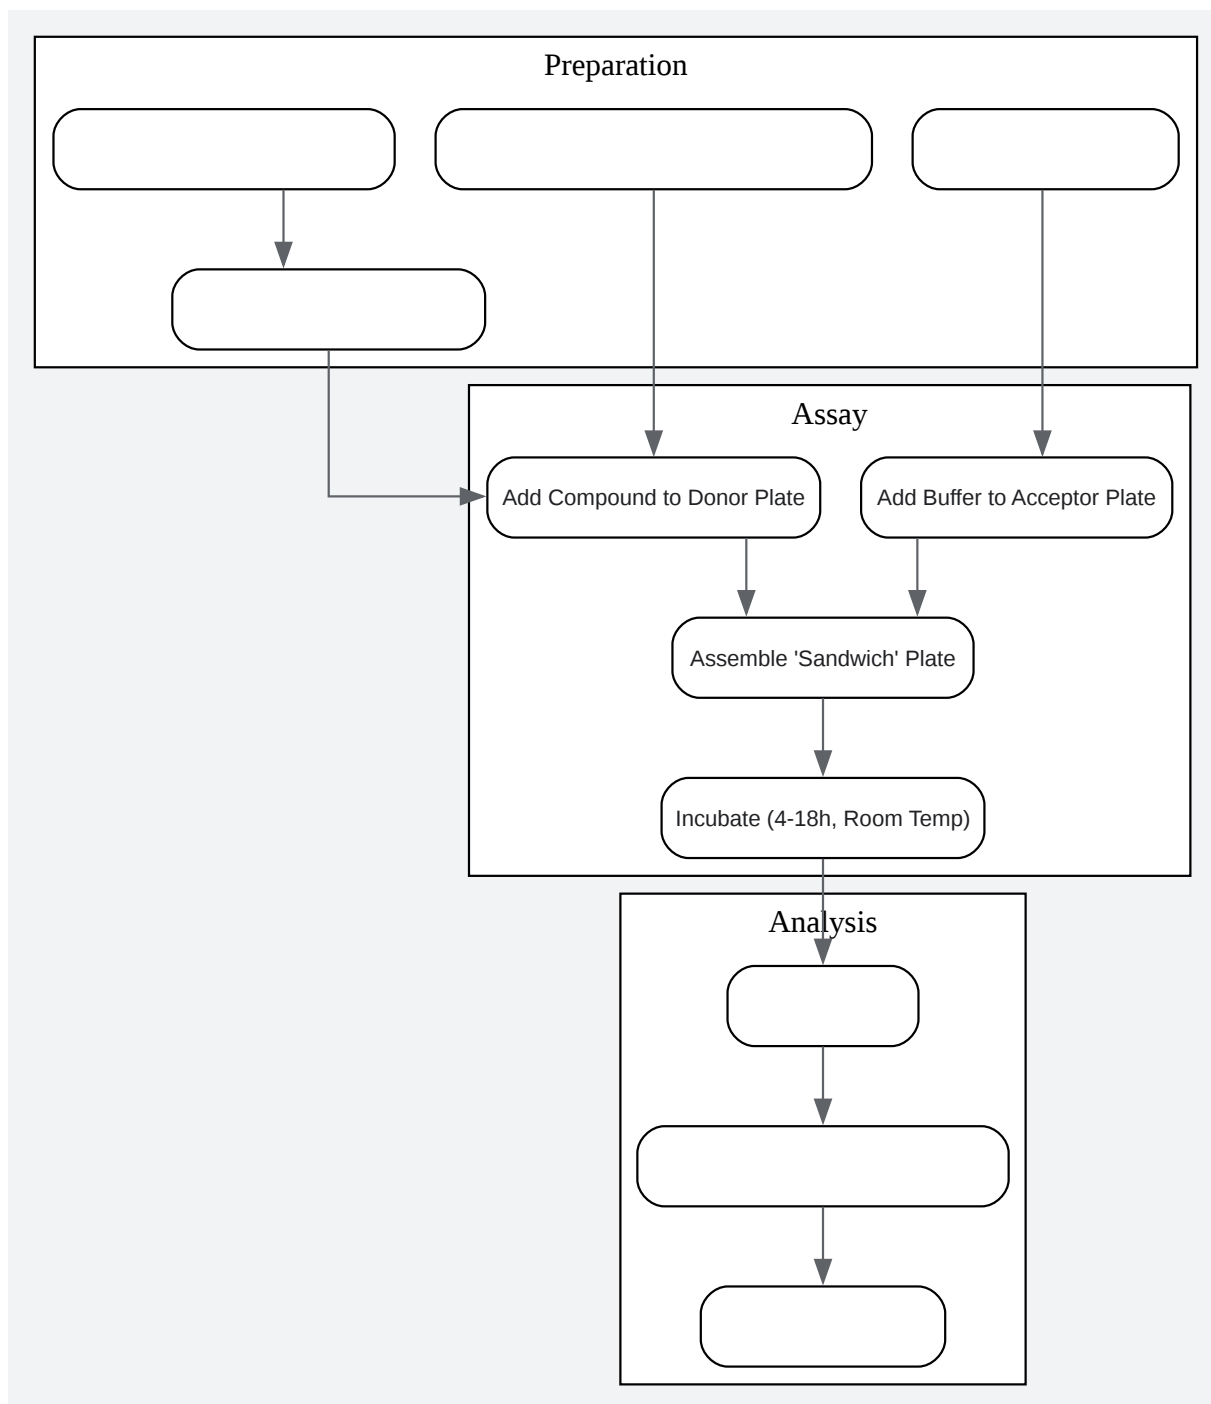 Preparation
Assay
Add Compound to Donor Plate
Add Buffer to Acceptor Plate
Assemble 'Sandwich' Plate
Incubate (4-18h, Room Temp)
Analysis